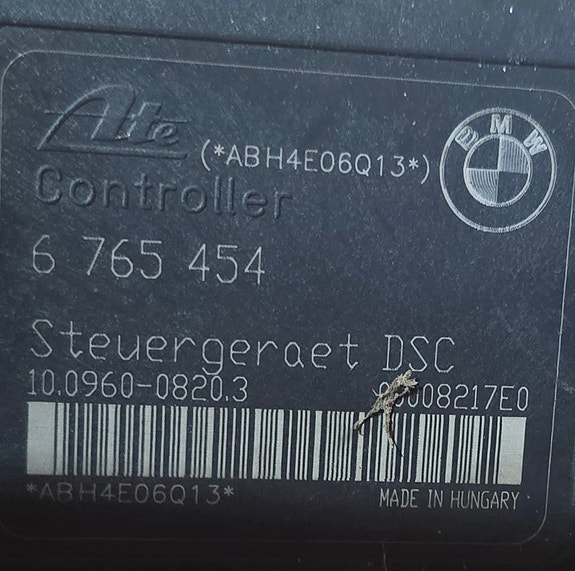 Ate
(*ABH4E06Q13*)
BMW
Controller
6 765 454
Steuergeraet DSC
10.0960-0820.3
*ABH4E06Q13*
MADE IN HUNGARY